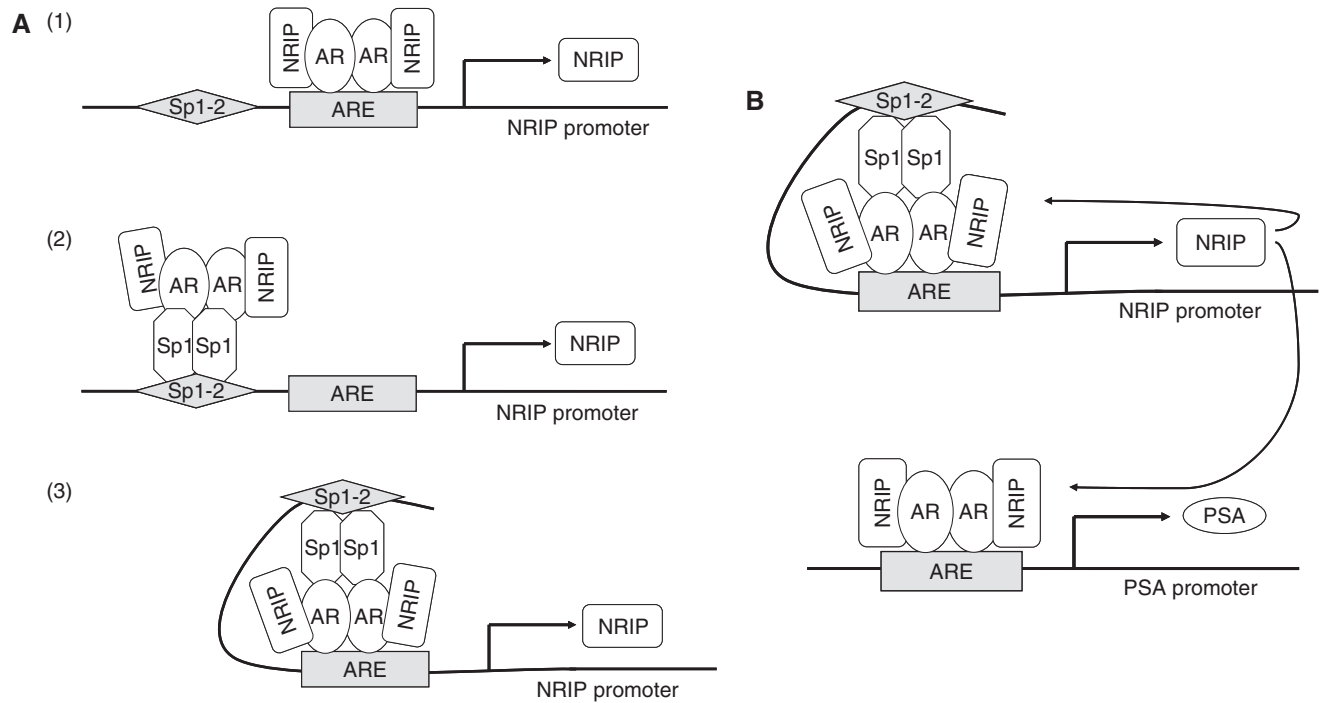 A (1)
NRIP AR AR NRIP
NRIP
Sp1-2 ARE
NRIP promoter
(2)
NRIP AR AR NRIP
Sp1 Sp1
NRIP
Sp1-2 ARE
NRIP promoter
(3)
Sp1-2
Sp1 Sp1
NRIP AR AR NRIP
NRIP
ARE
NRIP promoter
B
Sp1-2
Sp1 Sp1
NRIP AR AR NRIP
NRIP
ARE
NRIP promoter
NRIP AR AR NRIP
PSA
ARE
PSA promoter